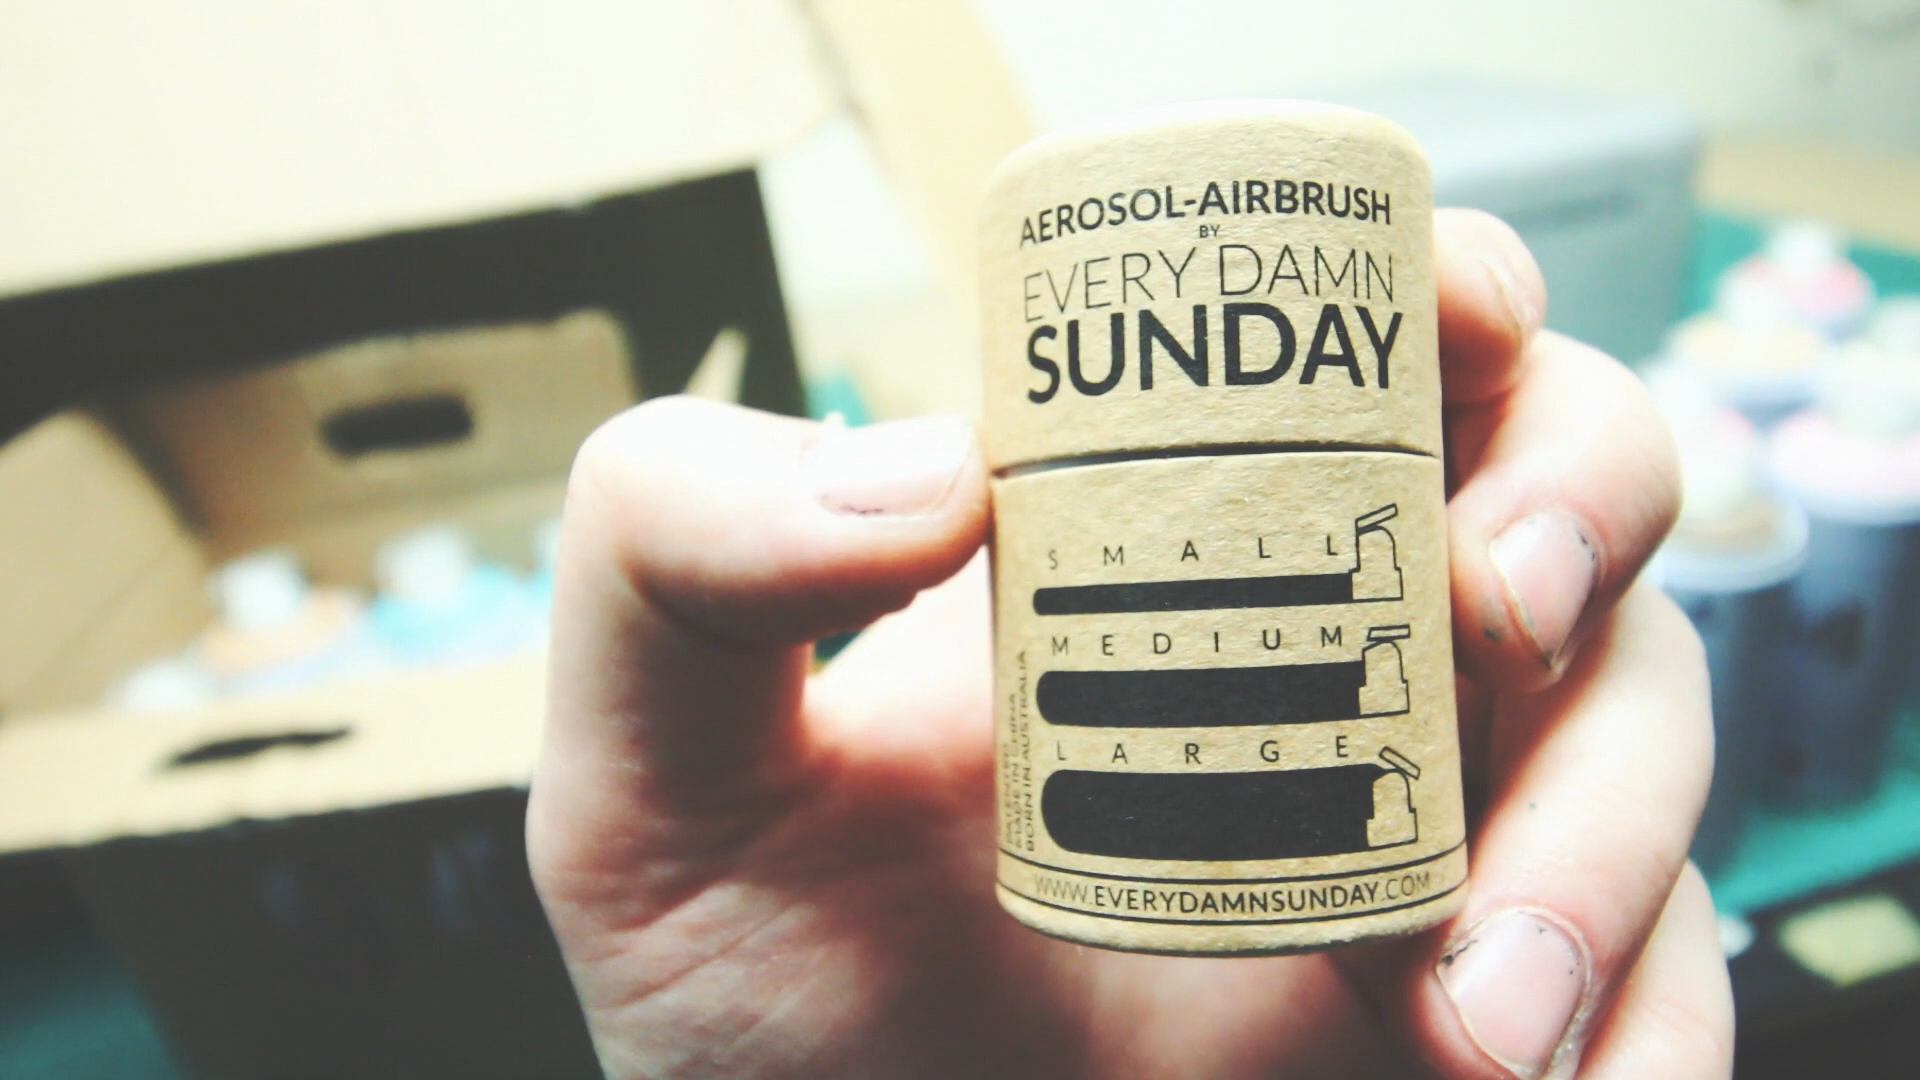 AEROSOL-AIRBRUSH
BY
EVERY DAMN
SUNDAY
SMALL
MEDIUM
LARGE
PATENTED
MADE IN CHINA
BORN IN AUSTRALIA
WWW.EVERYDAMNSUNDAY.COM